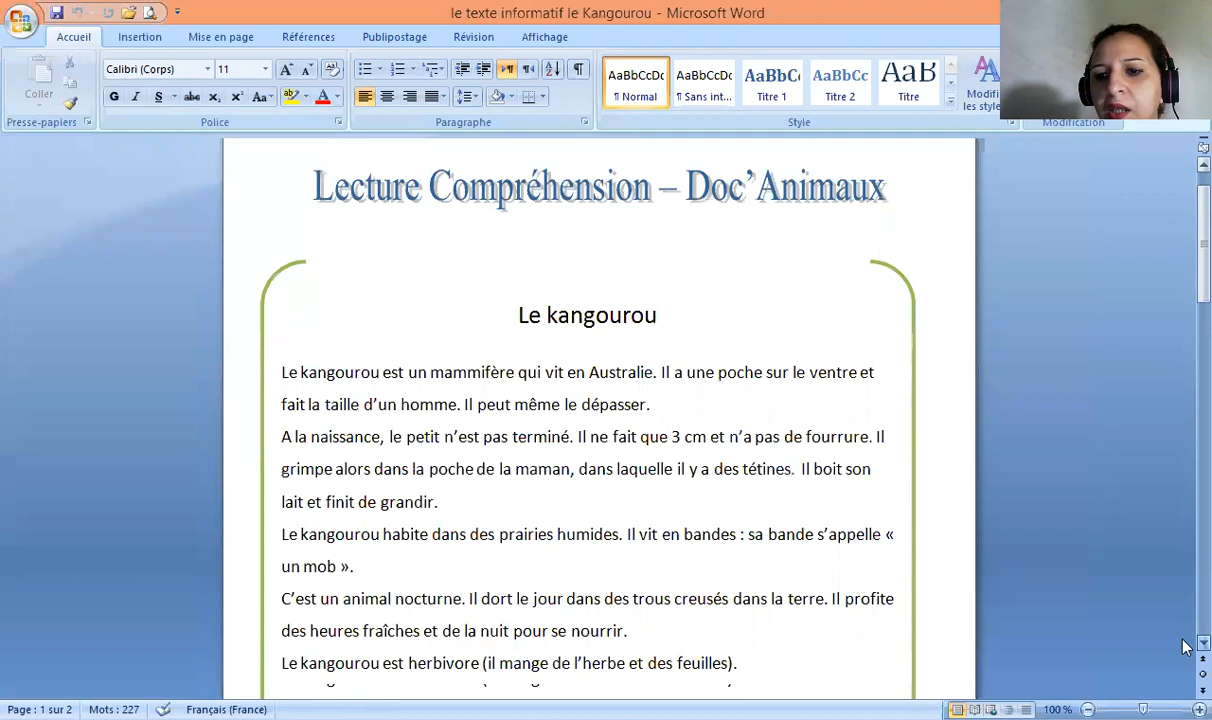 le texte informatif le Kangourou - Microsoft Word
Accueil Insertion Mise en page Références Publipostage Révision Affichage
Coller
Calibri (Corps) 11
G I S abc X₂ X² Aa A
AaBbCcDc AaBbCcDc AaBbC AaBbCc AaB
¶ Normal ¶ Sans int... Titre 1 Titre 2 Titre
Modifi
les style
Presse-papiers Police Paragraphe Style Modification
Lecture Compréhension – Doc’Animaux
Le kangourou
Le kangourou est un mammifère qui vit en Australie. Il a une poche sur le ventre et
fait la taille d’un homme. Il peut même le dépasser.
A la naissance, le petit n’est pas terminé. Il ne fait que 3 cm et n’a pas de fourrure. Il
grimpe alors dans la poche de la maman, dans laquelle il y a des tétines. Il boit son
lait et finit de grandir.
Le kangourou habite dans des prairies humides. Il vit en bandes : sa bande s’appelle «
un mob ».
C’est un animal nocturne. Il dort le jour dans des trous creusés dans la terre. Il profite
des heures fraîches et de la nuit pour se nourrir.
Le kangourou est herbivore (il mange de l’herbe et des feuilles).
Page : 1 sur 2 Mots : 227 Français (France) 100 %